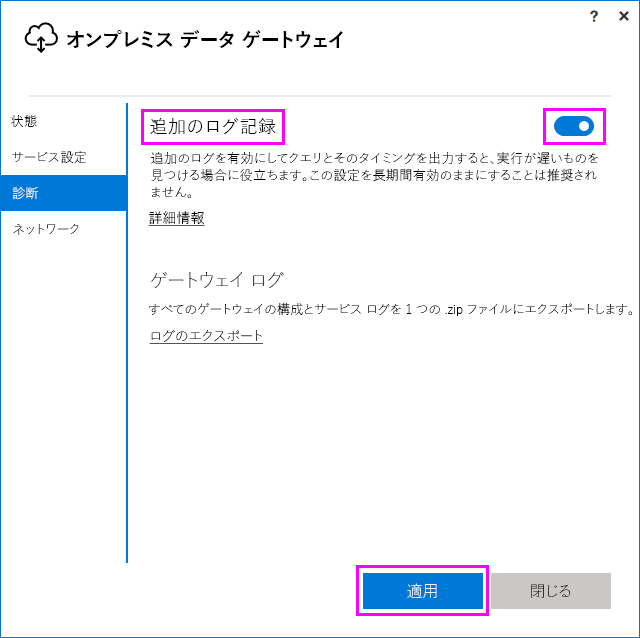 ? ×
オンプレミス データ ゲートウェイ
状態
サービス設定
診断
ネットワーク
追加のログ記録
追加のログを有効にしてクエリとそのタイミングを出力すると、実行が遅いものを
見つける場合に役立ちます。この設定を長期間有効のままにすることは推奨され
ません。
詳細情報
ゲートウェイ ログ
すべてのゲートウェイの構成とサービス ログを 1 つの .zip ファイルにエクスポートします。
ログのエクスポート
適用
閉じる